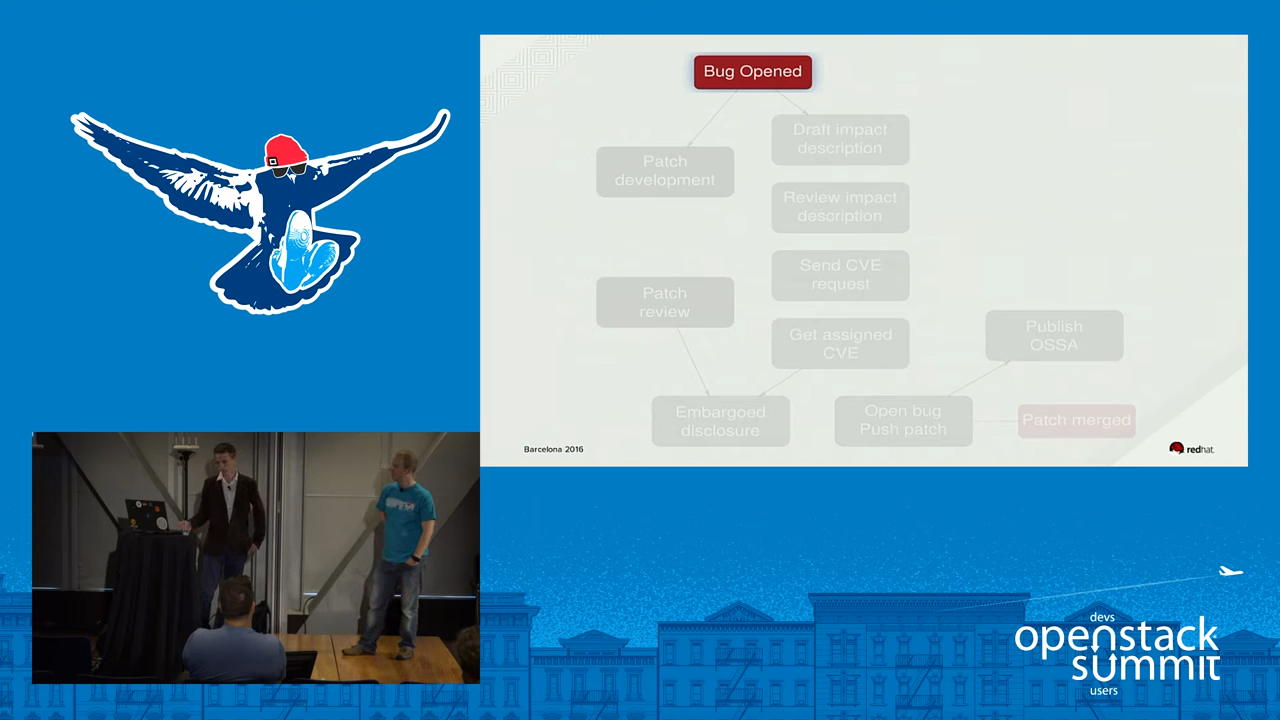 Bug Opened
Draft impact
description
Patch
development
Review impact
description
Send CVE
request
Patch
review
Get assigned
CVE
Publish
OSSA
Embargoed
disclosure
Open bug
Push patch
Patch merged
Barcelona 2016
redhat.
devs
openstack
summit
users